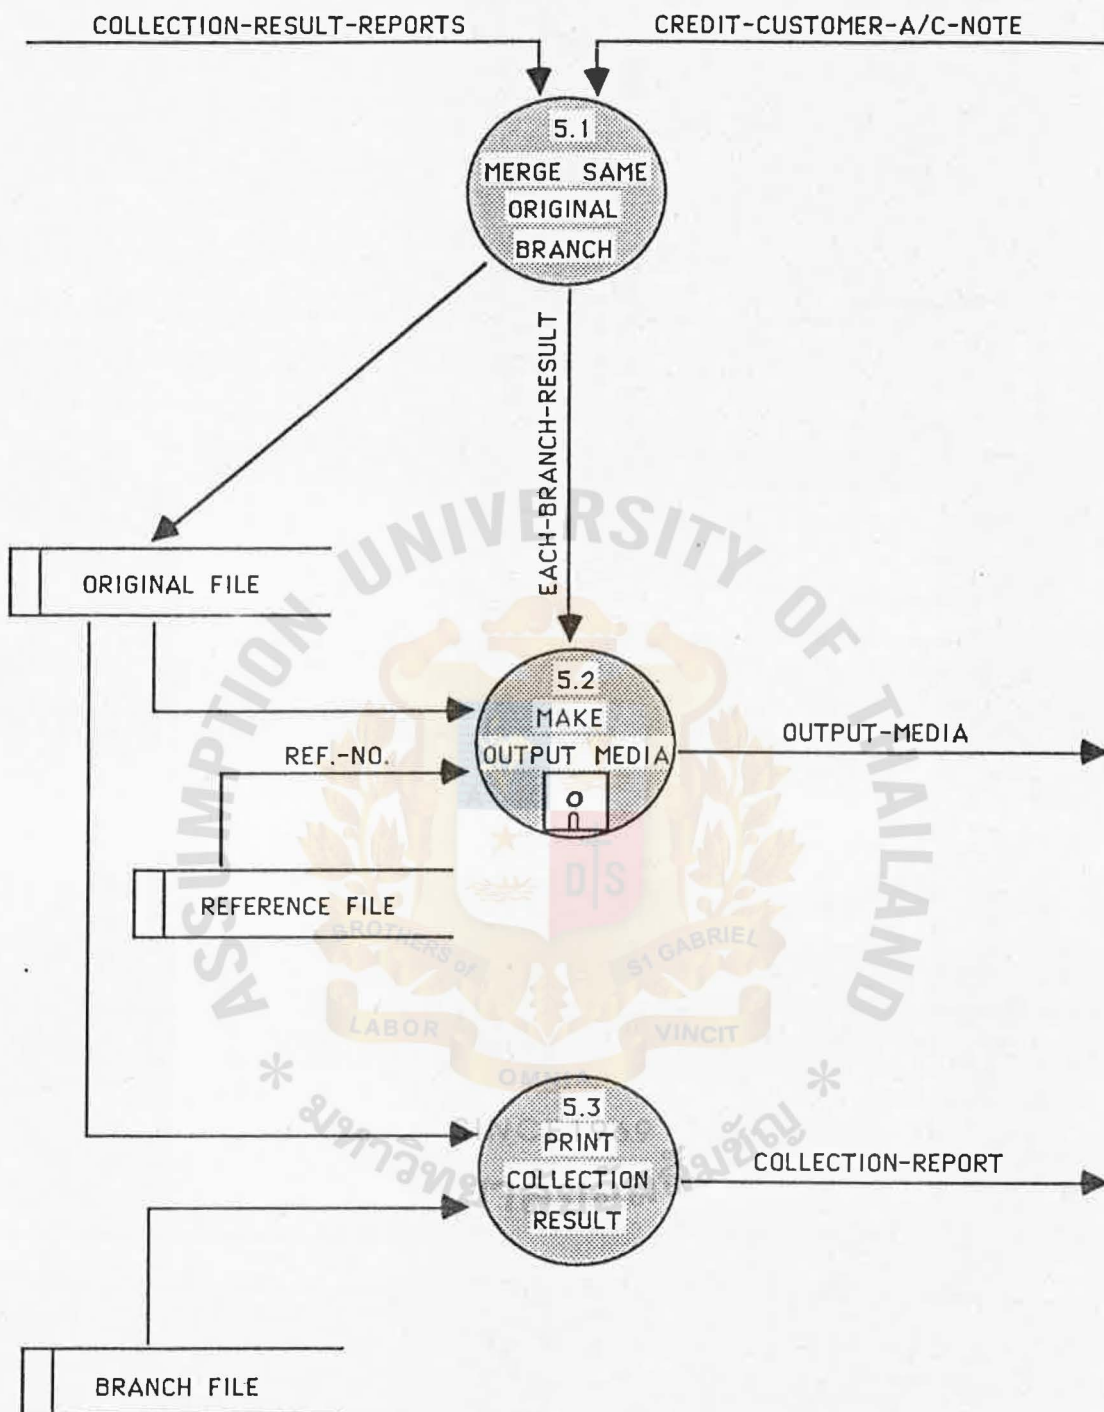 COLLECTION-RESULT-REPORTS
CREDIT-CUSTOMER-A/C-NOTE
5.1
MERGE SAME
ORIGINAL
BRANCH
EACH-BRANCH-RESULT
ORIGINAL FILE
5.2
MAKE
OUTPUT MEDIA
OUTPUT-MEDIA
REF.-NO.
REFERENCE FILE
5.3
PRINT
COLLECTION
RESULT
COLLECTION-REPORT
BRANCH FILE
ASSUMPTION UNIVERSITY OF THAILAND
D S
BROTHERS of
ST GABRIEL
LABOR
VINCIT